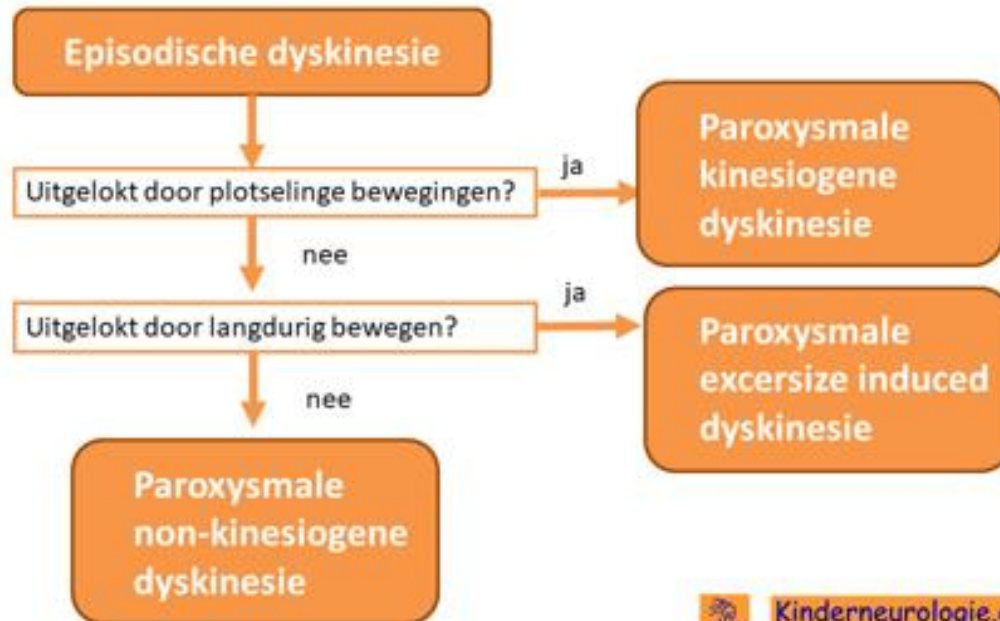 Episodische dyskinesie
Uitgelokt door plotselinge bewegingen?
ja
Paroxysmale
kinesiogene
dyskinesie
nee
Uitgelokt door langdurig bewegen?
ja
Paroxysmale
excersize induced
dyskinesie
nee
Paroxysmale
non-kinesiogene
dyskinesie
Kinderneurologie.